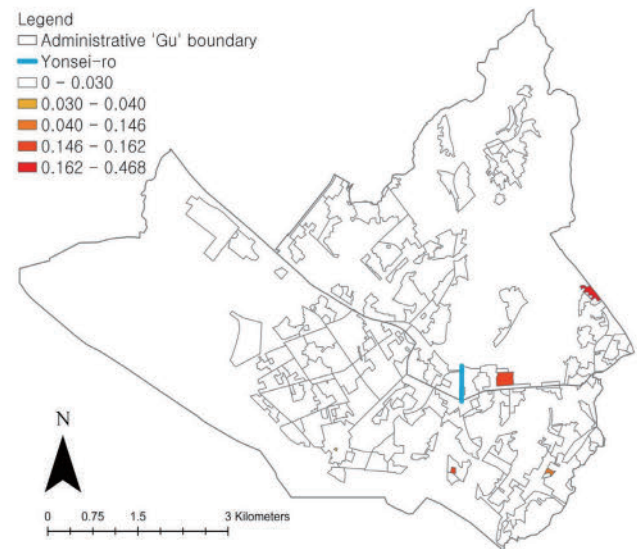 Legend
Administrative 'Gu' boundary
Yonsei-ro
0 - 0.030
0.030 - 0.040
0.040 - 0.146
0.146 - 0.162
0.162 - 0.468
N
0 0.75 1.5 3 Kilometers